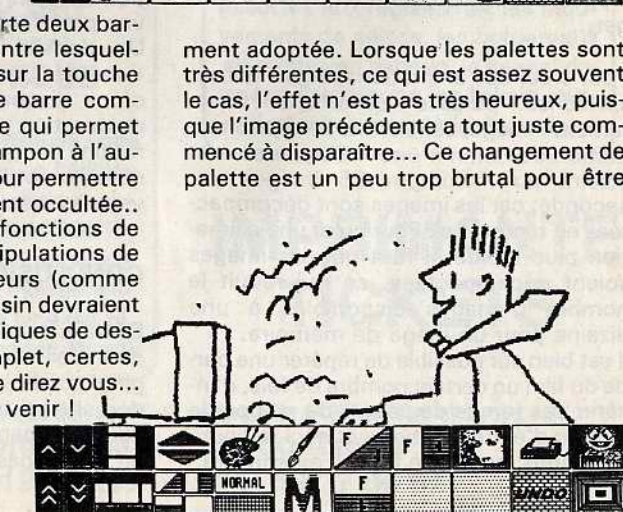 rte deux bar-
ntre lesquel-
sur la touche
e barre com-
e qui permet
ampon à l'au-
our permettre
ent occultée..
fonctions de
ipulations de
eurs (comme
sin devraient
iques de des-
plet, certes,
e direz vous...
venir !
ment adoptée. Lorsque les palettes sont
très différentes, ce qui est assez souvent
le cas, l'effet n'est pas très heureux, puis-
que l'image précédente a tout juste com-
mencé à disparaître... Ce changement de
palette est un peu trop brutal pour être
F J F J
NORMAL M F UNDO